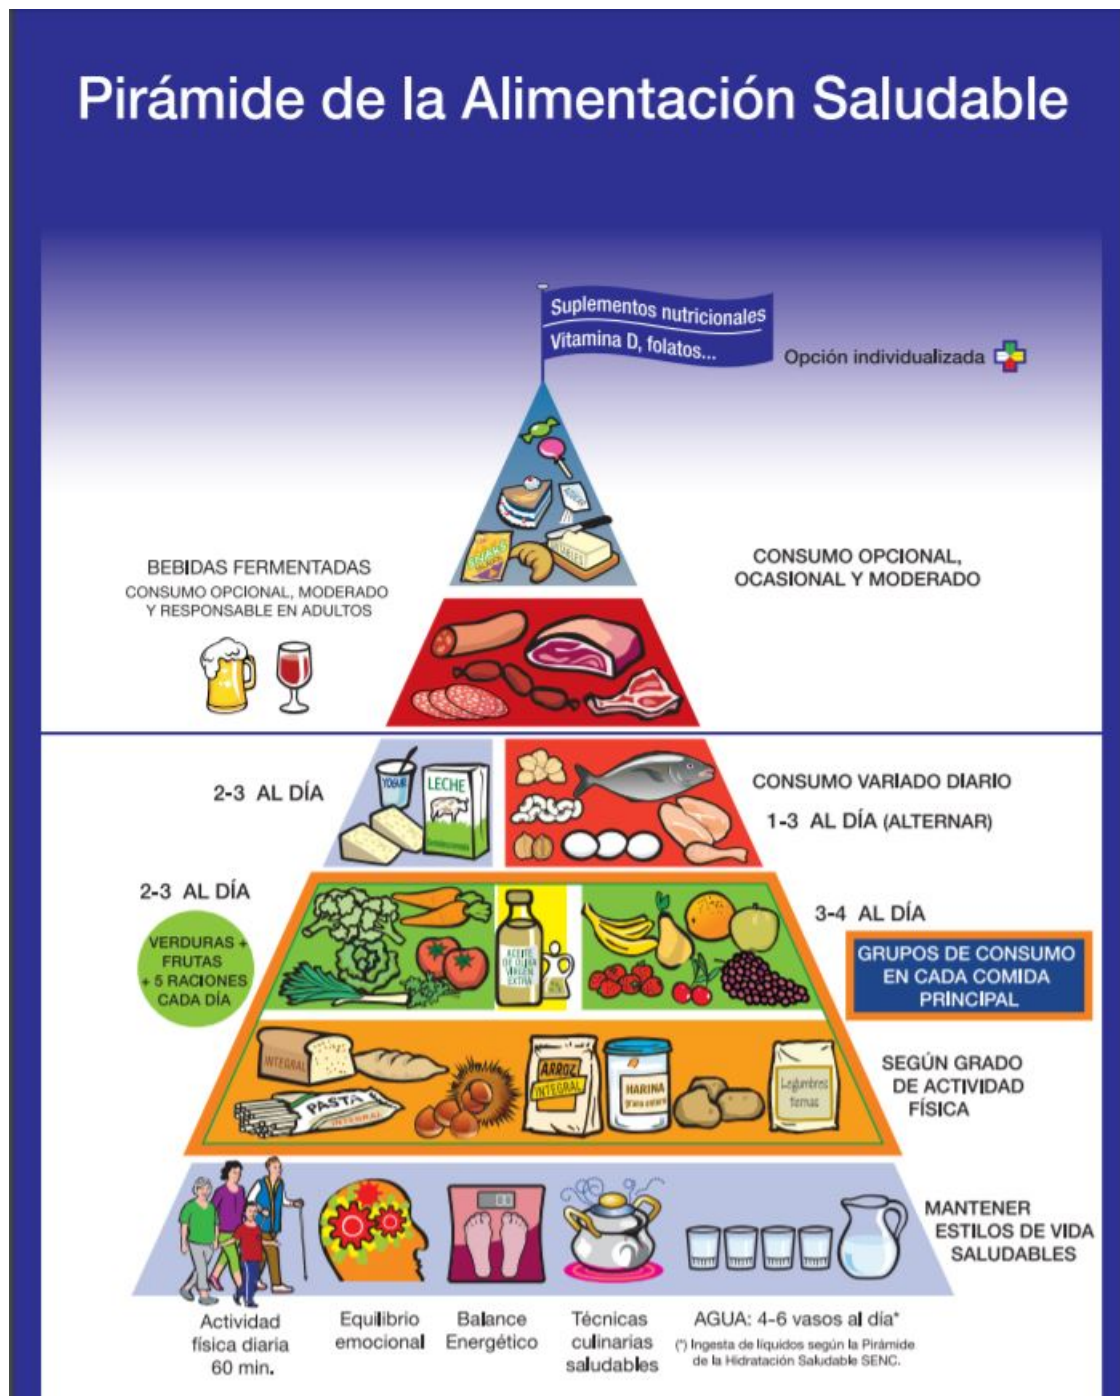 Pirámide de la Alimentación Saludable
Suplementos nutricionales
Vitamina D, folatos...
Opción individualizada
AZÚCAR
SNAKS
BEBIDAS FERMENTADAS
CONSUMO OPCIONAL, MODERADO
Y RESPONSABLE EN ADULTOS
CONSUMO OPCIONAL,
OCASIONAL Y MODERADO
2-3 AL DÍA
YOGUR
LECHE
CONSUMO VARIADO DIARIO
1-3 AL DÍA (ALTERNAR)
2-3 AL DÍA
VERDURAS +
FRUTAS
+ 5 RACIONES
CADA DÍA
ACEITE
DE OLIVA
VIRGEN
EXTRA
3-4 AL DÍA
GRUPOS DE CONSUMO
EN CADA COMIDA
PRINCÍPAL
INTEGRAL
PASTA
INTEGRAL
ARROZ
INTEGRAL
HARINA
grano entero
Legumbres
tiernas
SEGÚN GRADO
DE ACTIVIDAD
FÍSICA
MANTENER
ESTILOS DE VIDA
SALUDABLES
Actividad
física diaria
60 min.
Equilibrio
emocional
Balance
Energético
Técnicas
culinarias
saludables
AGUA: 4-6 vasos al día*
(*) Ingesta de líquidos según la Pirámide
de la Hidratación Saludable SENC.